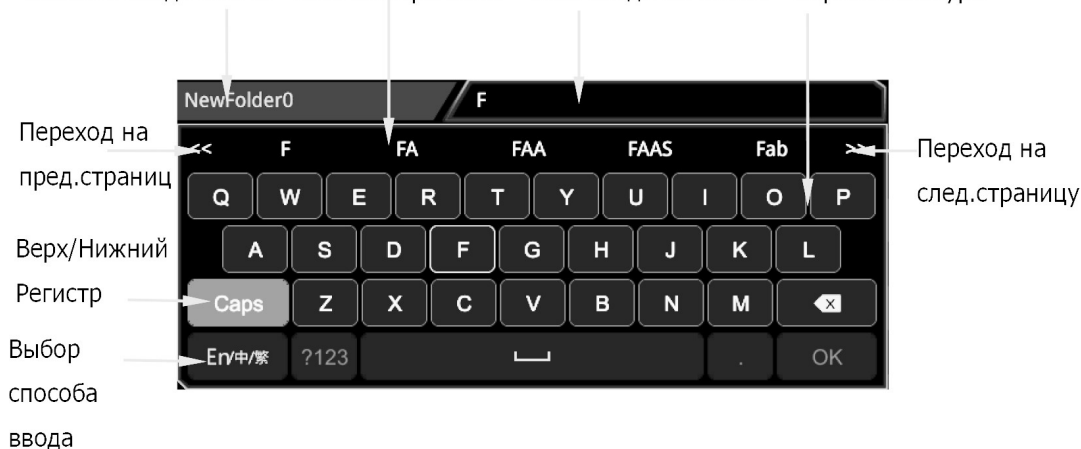 NewFolder0 F
Переход на
пред.страниц
<< F FA FAA FAAS Fab >>
Переход на
след.страницу
Q W E R T Y U I O P
Верх/Нижний
Регистр
A S D F G H J K L
Caps Z X C V B N M
Выбор
способа
ввода
En/中/繁 ?123 . OK